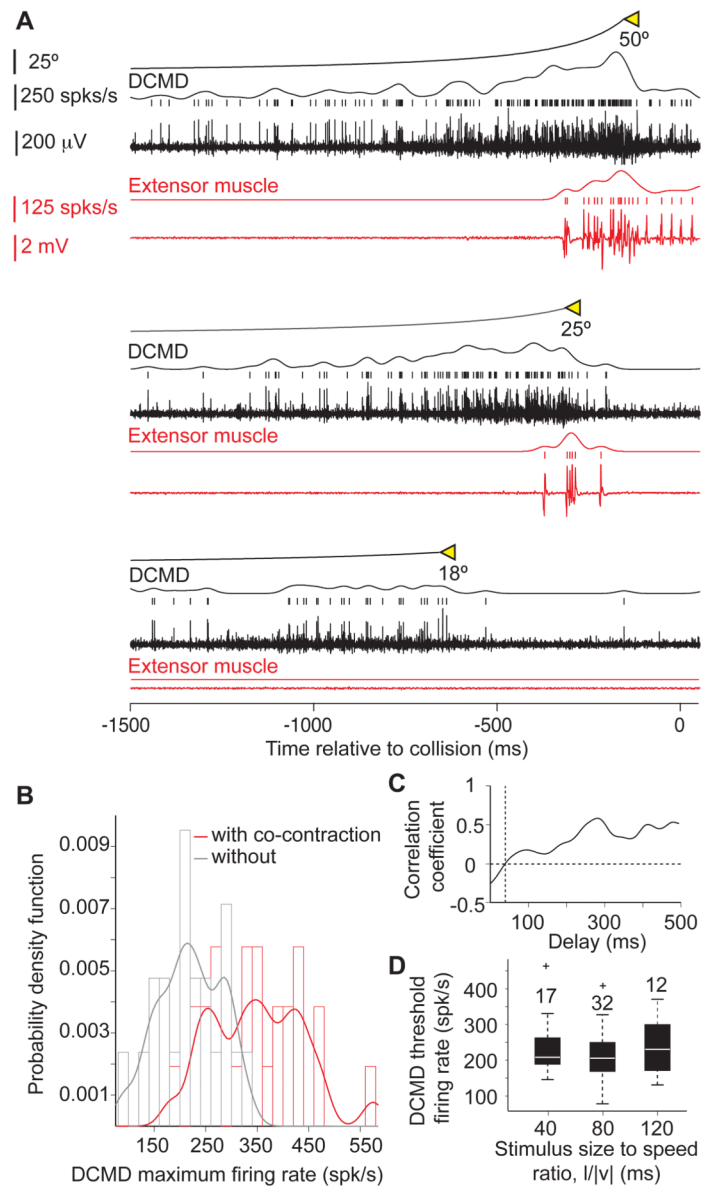 A
50º
25º
DCMD
250 spks/s
200 µV
Extensor muscle
125 spks/s
2 mV
25º
DCMD
Extensor muscle
18º
DCMD
Extensor muscle
-1500 -1000 -500 0
Time relative to collision (ms)
B
with co-contraction
without
0.009
0.007
0.005
0.003
0.001
Probability density function
150 250 350 450 550
DCMD maximum firing rate (spk/s)
C
1
0.5
0
-0.5
Correlation
coefficient
100 300 500
Delay (ms)
D
400
300
200
100
DCMD threshold
firing rate (spk/s)
17 32 12
40 80 120
Stimulus size to speed
ratio, l/|v| (ms)